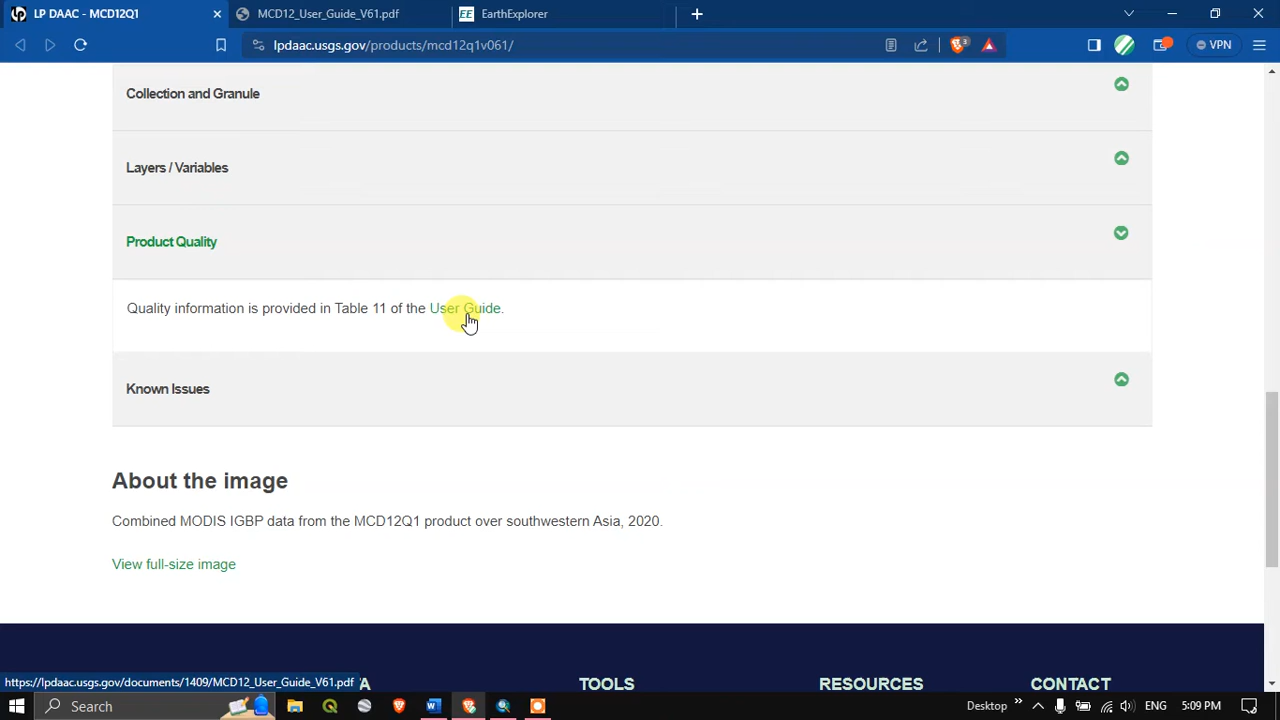 LP DAAC - MCD12Q1
MCD12_User_Guide_V61.pdf
EE EarthExplorer
lpdaac.usgs.gov/products/mcd12q1v061/
3
VPN
Collection and Granule
Layers / Variables
Product Quality
Quality information is provided in Table 11 of the User Guide.
Known Issues
About the image
Combined MODIS IGBP data from the MCD12Q1 product over southwestern Asia, 2020.
View full-size image
TOOLS
RESOURCES
CONTACT
https://lpdaac.usgs.gov/documents/1409/MCD12_User_Guide_V61.pdf
Search
Desktop
ENG
5:09 PM